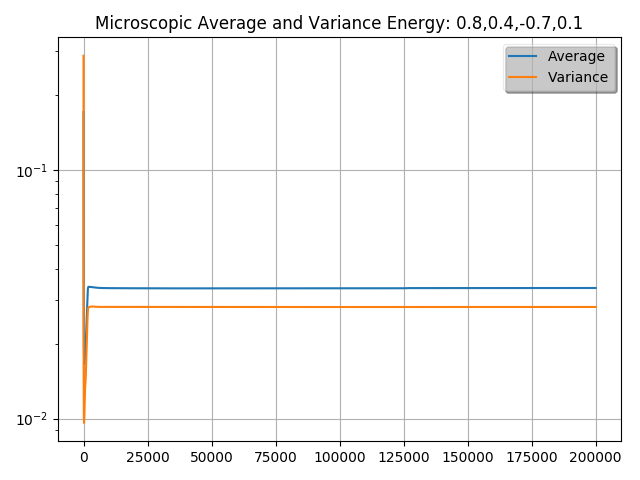 Microscopic Average and Variance Energy: 0.8,0.4,-0.7,0.1
Average
Variance
10⁻¹
10⁻²
0 25000 50000 75000 100000 125000 150000 175000 200000